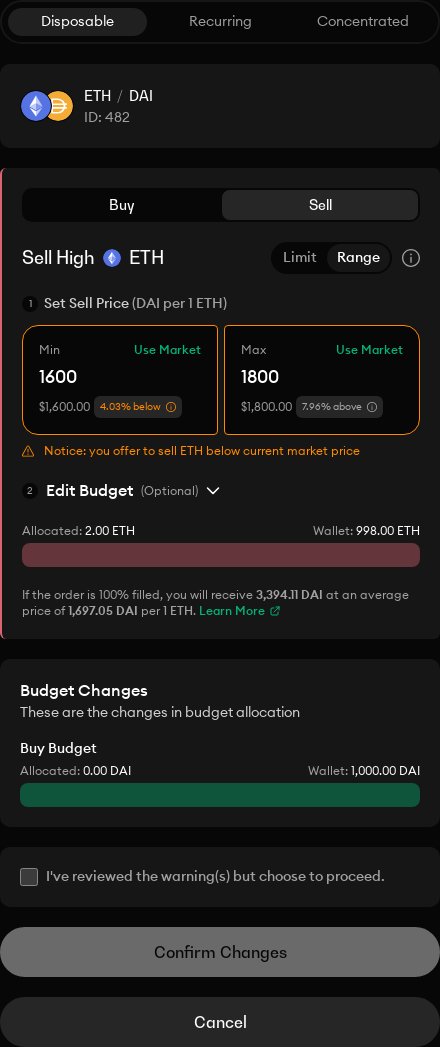 Disposable Recurring Concentrated
ETH / DAI
ID: 482
Buy Sell
Sell High ETH Limit Range
1 Set Sell Price (DAI per 1 ETH)
Min Use Market Max Use Market
1600 1800
$1,600.00 4.03% below $1,800.00 7.96% above
Notice: you offer to sell ETH below current market price
2 Edit Budget (Optional)
Allocated: 2.00 ETH Wallet: 998.00 ETH
If the order is 100% filled, you will receive 3,394.11 DAI at an average
price of 1,697.05 DAI per 1 ETH. Learn More
Budget Changes
These are the changes in budget allocation
Buy Budget
Allocated: 0.00 DAI Wallet: 1,000.00 DAI
I've reviewed the warning(s) but choose to proceed.
Confirm Changes
Cancel